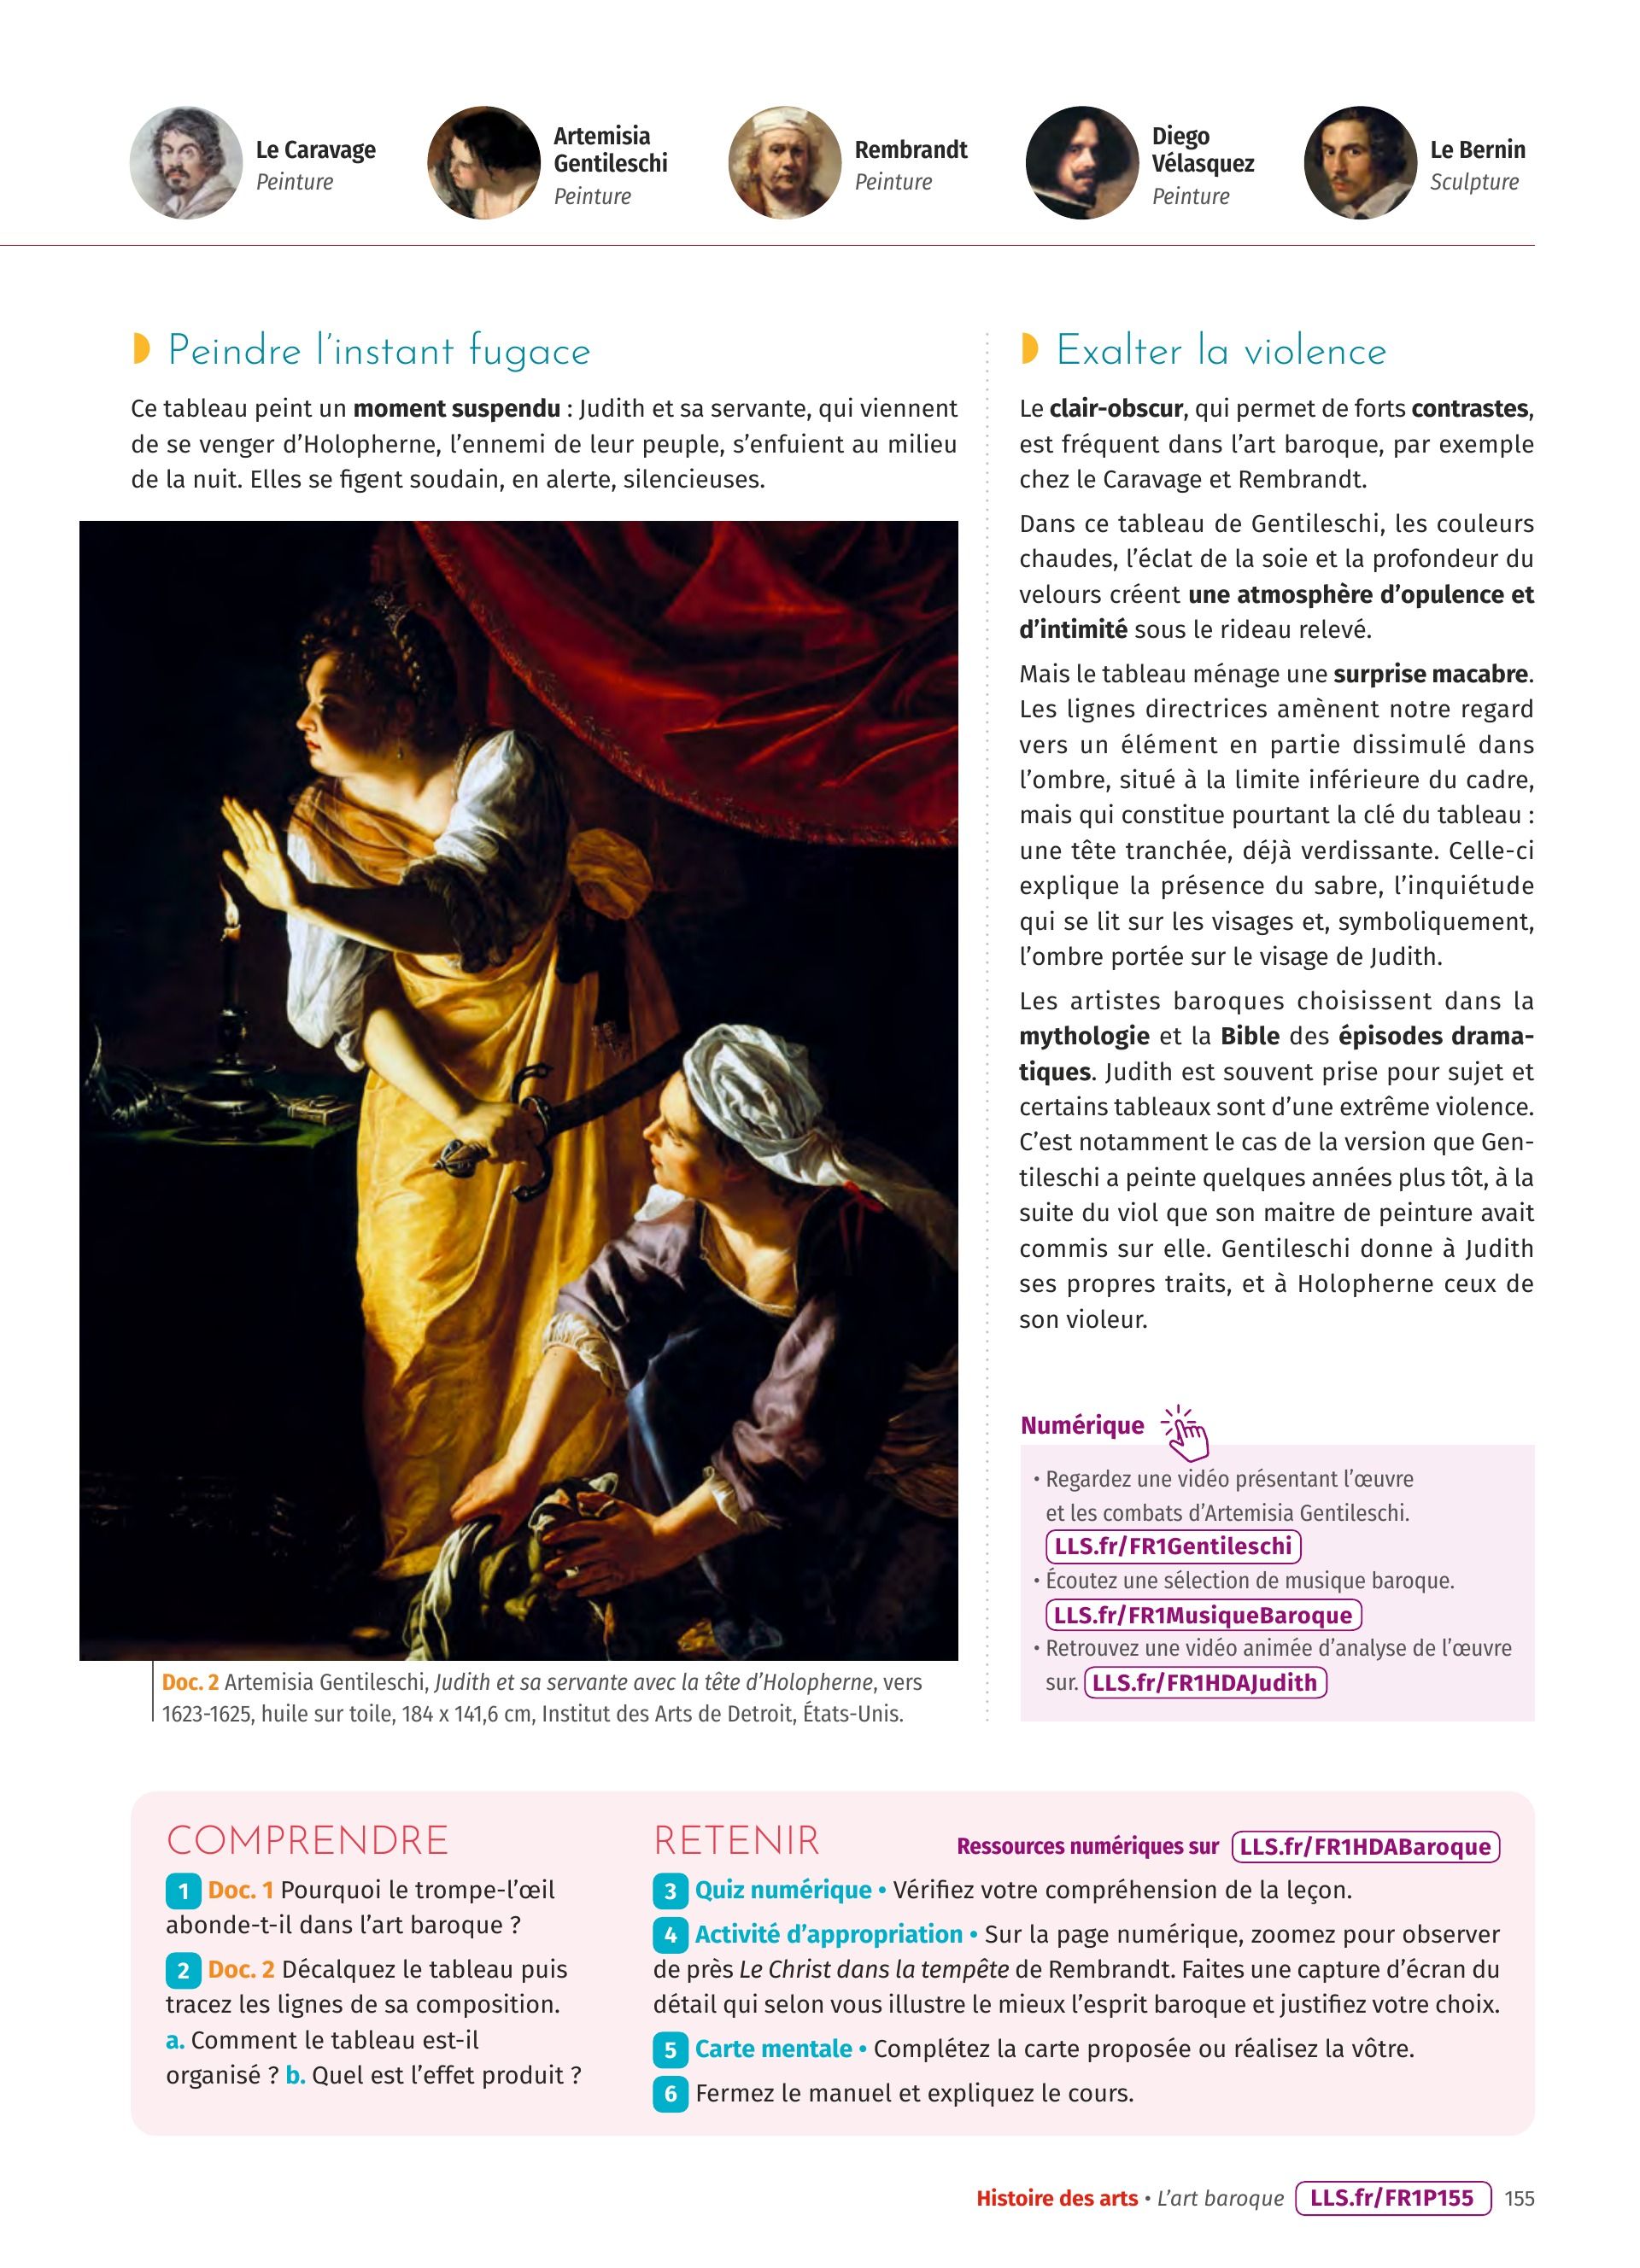 Le Caravage
Peinture
Artemisia
Gentileschi
Peinture
Rembrandt
Peinture
Diego
Vélasquez
Peinture
Le Bernin
Sculpture
Peindre l'instant fugace
Ce tableau peint un moment suspendu : Judith et sa servante, qui viennent
de se venger d'Holopherne, l'ennemi de leur peuple, s'enfuient au milieu
de la nuit. Elles se figent soudain, en alerte, silencieuses.
Doc. 2 Artemisia Gentileschi, Judith et sa servante avec la tête d'Holopherne, vers
1623-1625, huile sur toile, 184 x 141,6 cm, Institut des Arts de Detroit, États-Unis.
Exalter la violence
Le clair-obscur, qui permet de forts contrastes,
est fréquent dans l'art baroque, par exemple
chez le Caravage et Rembrandt.
Dans ce tableau de Gentileschi, les couleurs
chaudes, l'éclat de la soie et la profondeur du
velours créent une atmosphère d'opulence et
d'intimité sous le rideau relevé.
Mais le tableau ménage une surprise macabre.
Les lignes directrices amènent notre regard
vers un élément en partie dissimulé dans
l'ombre, situé à la limite inférieure du cadre,
mais qui constitue pourtant la clé du tableau :
une tête tranchée, déjà verdissante. Celle-ci
explique la présence du sabre, l'inquiétude
qui se lit sur les visages et, symboliquement,
l'ombre portée sur le visage de Judith.
Les artistes baroques choisissent dans la
mythologie et la Bible des épisodes drama-
tiques. Judith est souvent prise pour sujet et
certains tableaux sont d'une extrême violence.
C'est notamment le cas de la version que Gen-
tileschi a peinte quelques années plus tôt, à la
suite du viol que son maitre de peinture avait
commis sur elle. Gentileschi donne à Judith
ses propres traits, et à Holopherne ceux de
son violeur.
Numérique
• Regardez une vidéo présentant l'œuvre
et les combats d'Artemisia Gentileschi.
LLS.fr/FR1Gentileschi
• Écoutez une sélection de musique baroque.
LLS.fr/FR1MusiqueBaroque
• Retrouvez une vidéo animée d'analyse de l'œuvre
sur. LLS.fr/FR1HDAJudith
COMPRENDRE
1 Doc. 1 Pourquoi le trompe-l'œil
abonde-t-il dans l'art baroque ?
2 Doc. 2 Décalquez le tableau puis
tracez les lignes de sa composition.
a. Comment le tableau est-il
organisé ? b. Quel est l'effet produit ?
RETENIR
Ressources numériques sur LLS.fr/FR1HDABaroque
3 Quiz numérique • Vérifiez votre compréhension de la leçon.
4 Activité d'appropriation • Sur la page numérique, zoomez pour observer
de près Le Christ dans la tempête de Rembrandt. Faites une capture d'écran du
détail qui selon vous illustre le mieux l'esprit baroque et justifiez votre choix.
5 Carte mentale • Complétez la carte proposée ou réalisez la vôtre.
6 Fermez le manuel et expliquez le cours.
Histoire des arts • L'art baroque LLS.fr/FR1P155 155